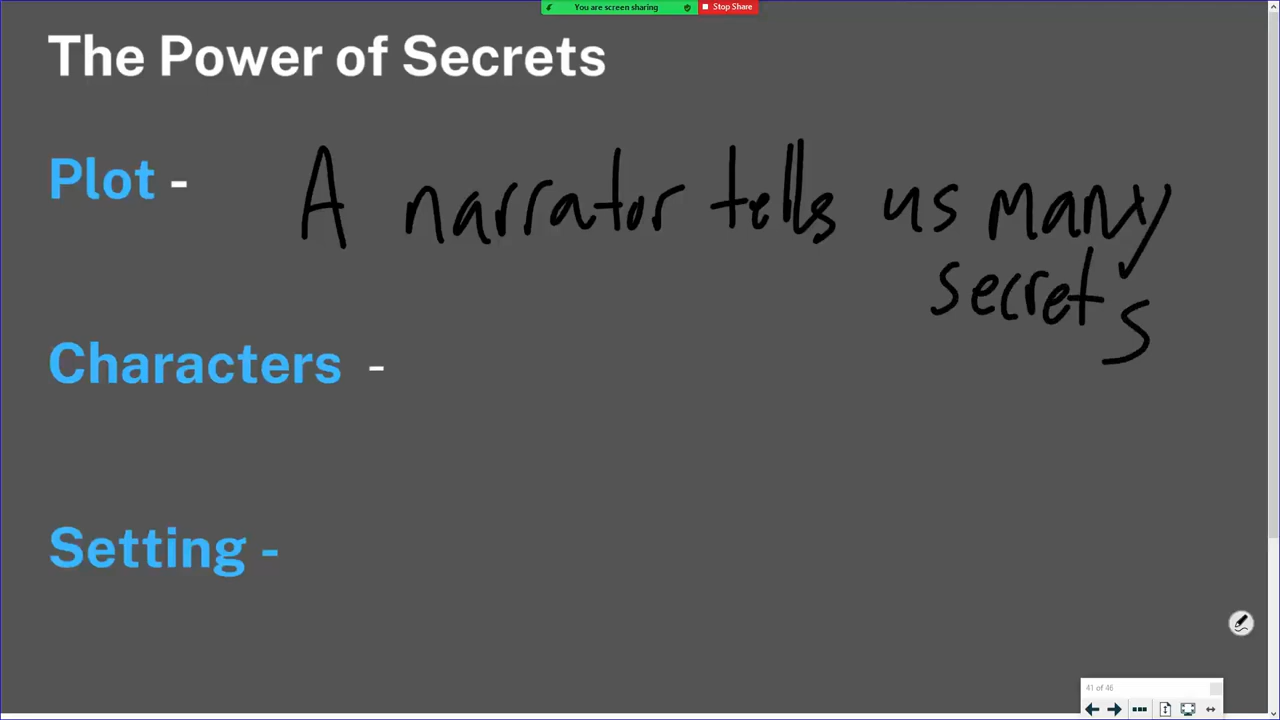 You are screen sharing Stop Share
The Power of Secrets
Plot - A narrator tells us many
secrets
Characters -
Setting -
41 of 46